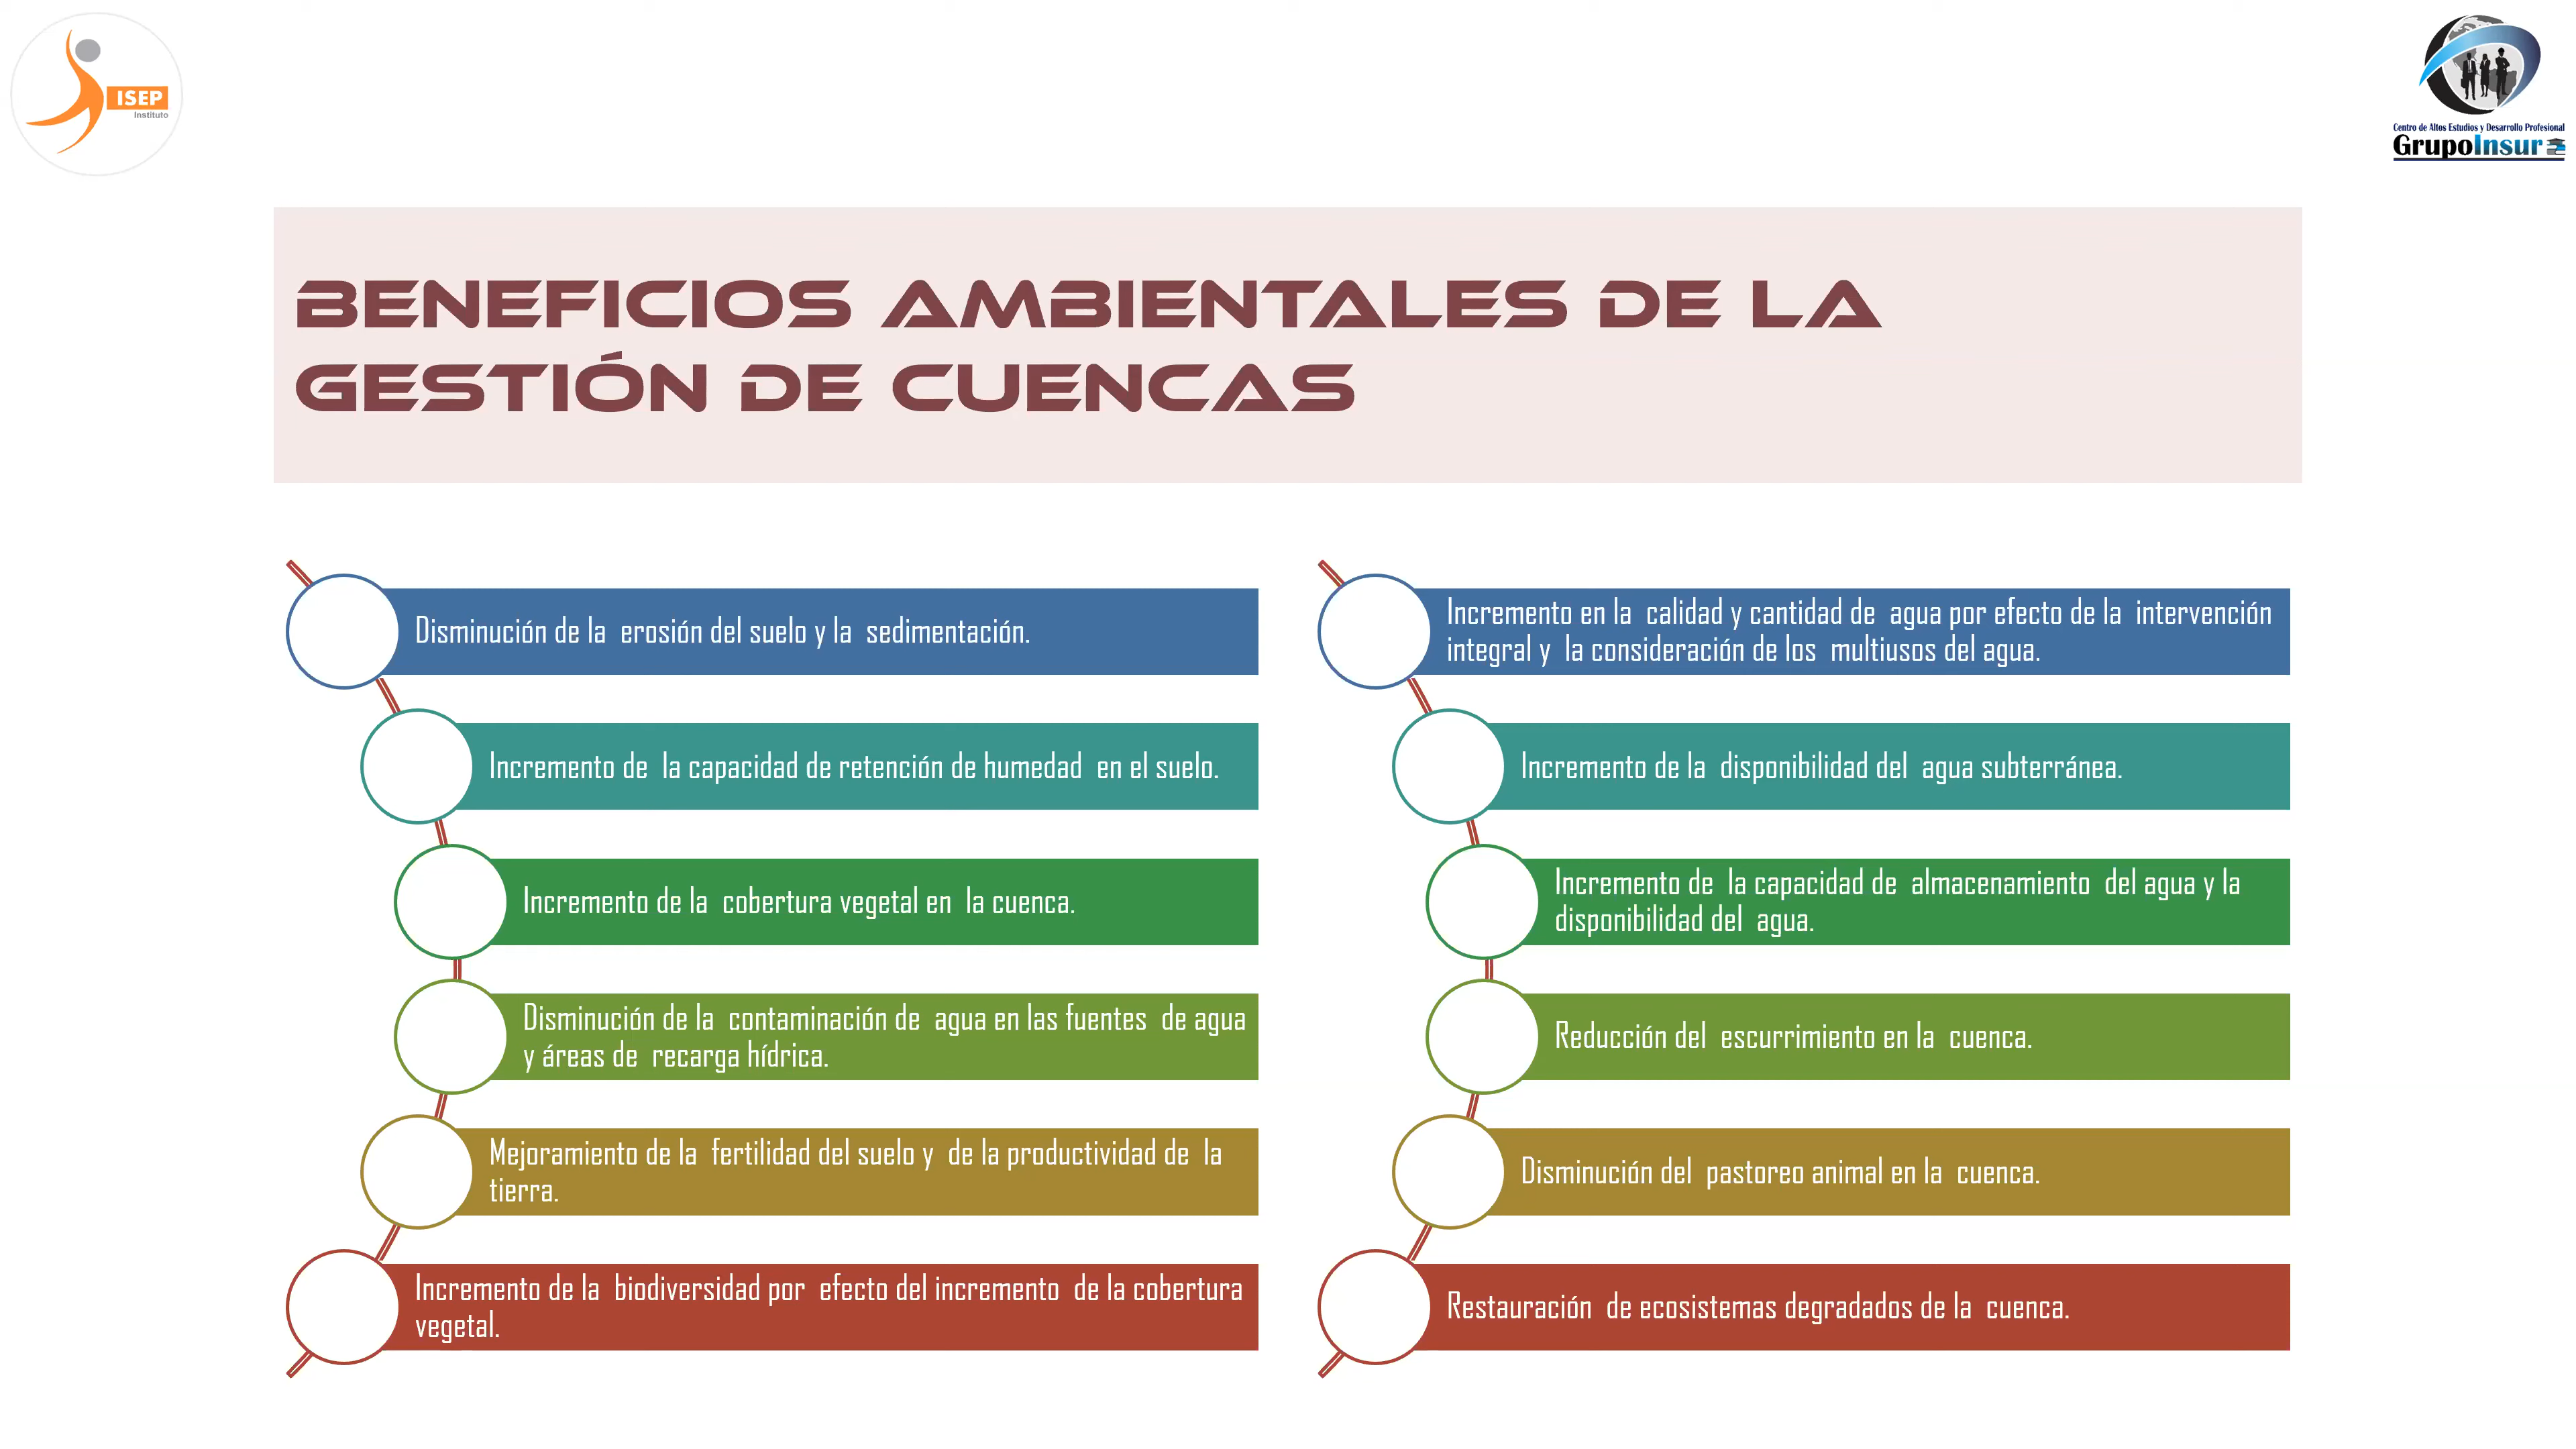 ISEP
Instituto
Centro de Altos Estudios y Desarrollo Profesional
GrupoInsur
BENEFICIOS AMBIENTALES DE LA
GESTIÓN DE CUENCAS
Disminución de la erosión del suelo y la sedimentación.
Incremento de la capacidad de retención de humedad en el suelo.
Incremento de la cobertura vegetal en la cuenca.
Disminución de la contaminación de agua en las fuentes de agua
y áreas de recarga hídrica.
Mejoramiento de la fertilidad del suelo y de la productividad de la
tierra.
Incremento de la biodiversidad por efecto del incremento de la cobertura
vegetal.
Incremento en la calidad y cantidad de agua por efecto de la intervención
integral y la consideración de los multiusos del agua.
Incremento de la disponibilidad del agua subterránea.
Incremento de la capacidad de almacenamiento del agua y la
disponibilidad del agua.
Reducción del escurrimiento en la cuenca.
Disminución del pastoreo animal en la cuenca.
Restauración de ecosistemas degradados de la cuenca.